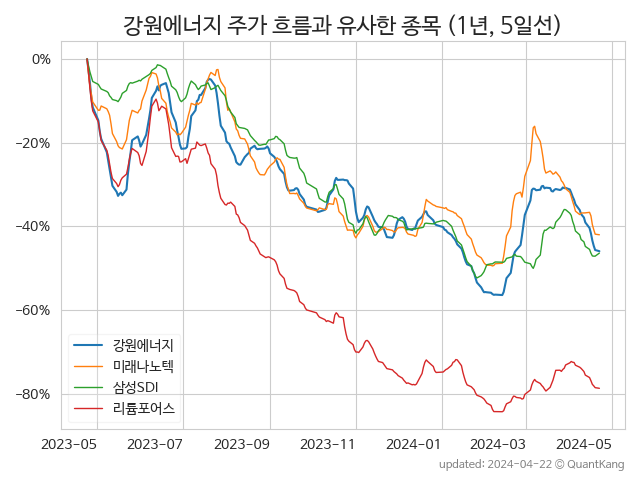 강원에너지 주가 흐름과 유사한 종목 (1년, 5일선)
0%
-20%
-40%
-60%
-80%
강원에너지
미래나노텍
삼성SDI
리튬포어스
2023-05
2023-07
2023-09
2023-11
2024-01
2024-03
2024-05
updated: 2024-04-22 © QuantKang